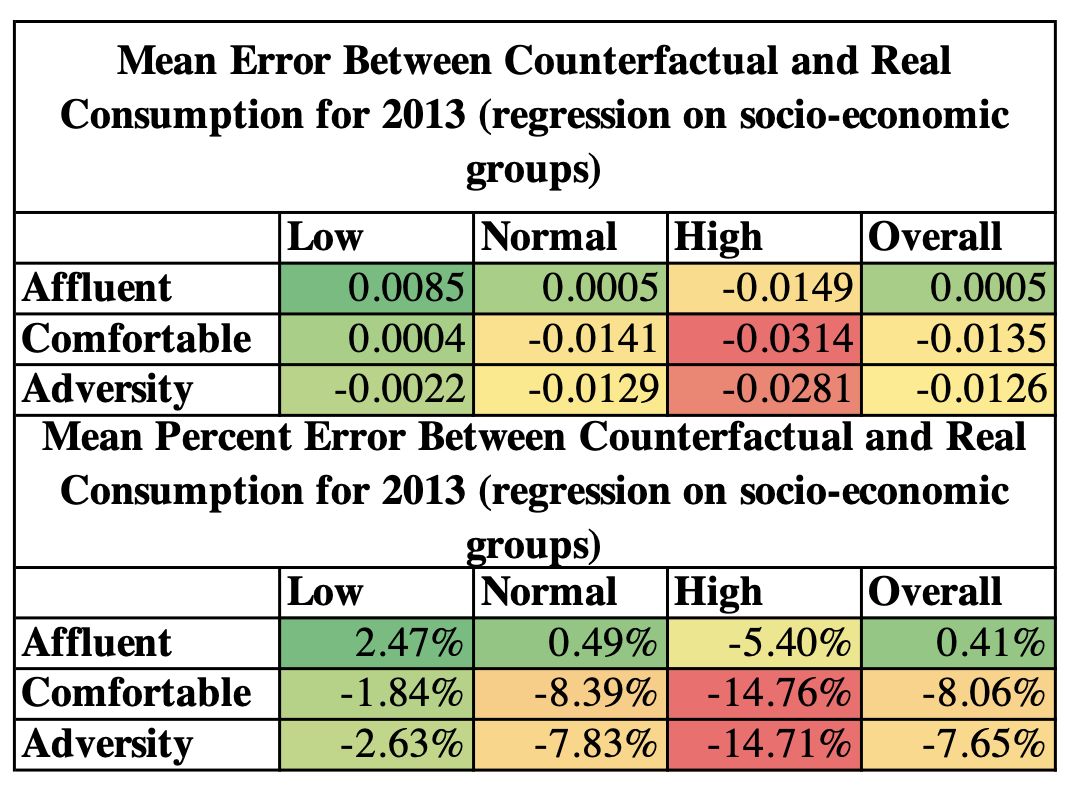 Mean Error Between Counterfactual and Real
Consumption for 2013 (regression on socio-economic
groups)
Low Normal High Overall
Affluent 0.0085 0.0005 -0.0149 0.0005
Comfortable 0.0004 -0.0141 -0.0314 -0.0135
Adversity -0.0022 -0.0129 -0.0281 -0.0126
Mean Percent Error Between Counterfactual and Real
Consumption for 2013 (regression on socio-economic
groups)
Low Normal High Overall
Affluent 2.47% 0.49% -5.40% 0.41%
Comfortable -1.84% -8.39% -14.76% -8.06%
Adversity -2.63% -7.83% -14.71% -7.65%